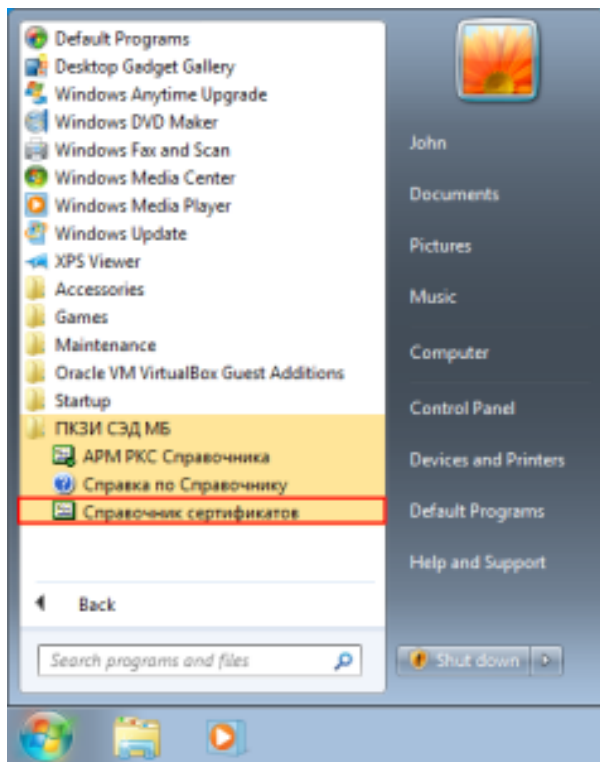 Default Programs
Desktop Gadget Gallery
Windows Anytime Upgrade
Windows DVD Maker
Windows Fax and Scan
Windows Media Center
Windows Media Player
Windows Update
XPS Viewer
Accessories
Games
Maintenance
Oracle VM VirtualBox Guest Additions
Startup
ПКЗИ СЭД МБ
АРМ РКС Справочника
Справка по Справочнику
Справочник сертификатов
Back
Search programs and files
John
Documents
Pictures
Music
Computer
Control Panel
Devices and Printers
Default Programs
Help and Support
Shut down